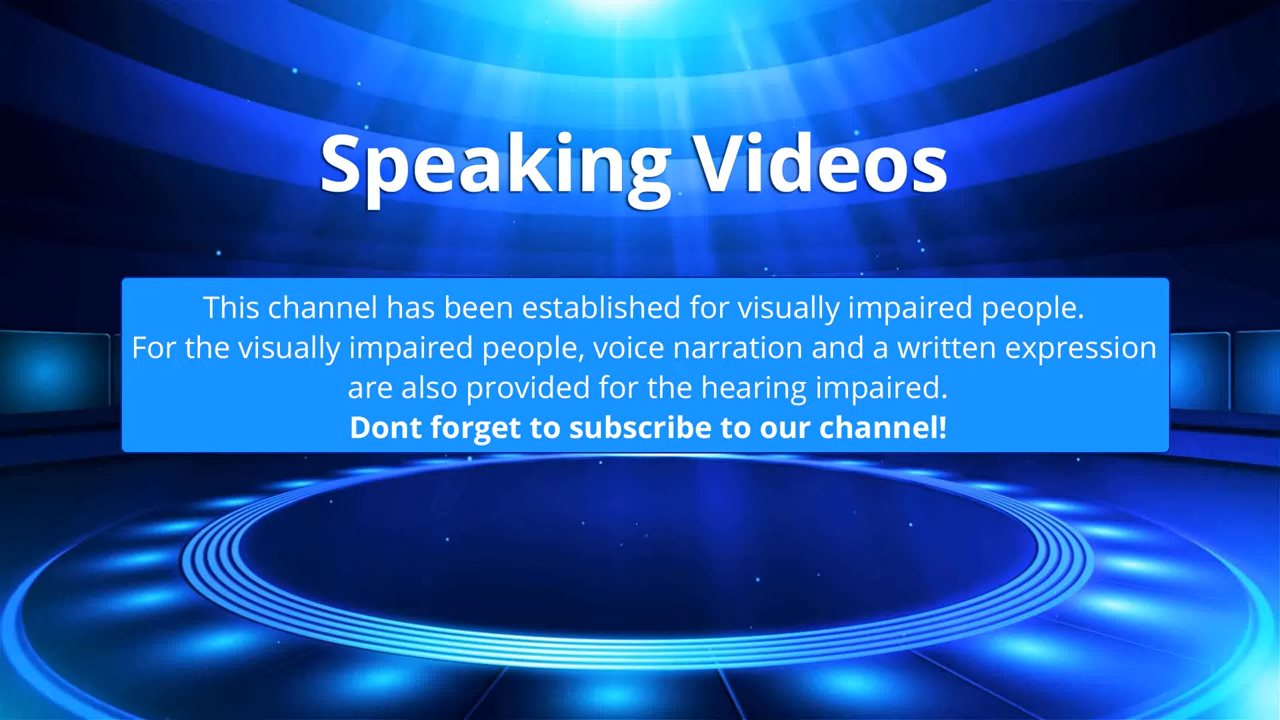 Speaking Videos
This channel has been established for visually impaired people.
For the visually impaired people, voice narration and a written expression
are also provided for the hearing impaired.
Dont forget to subscribe to our channel!